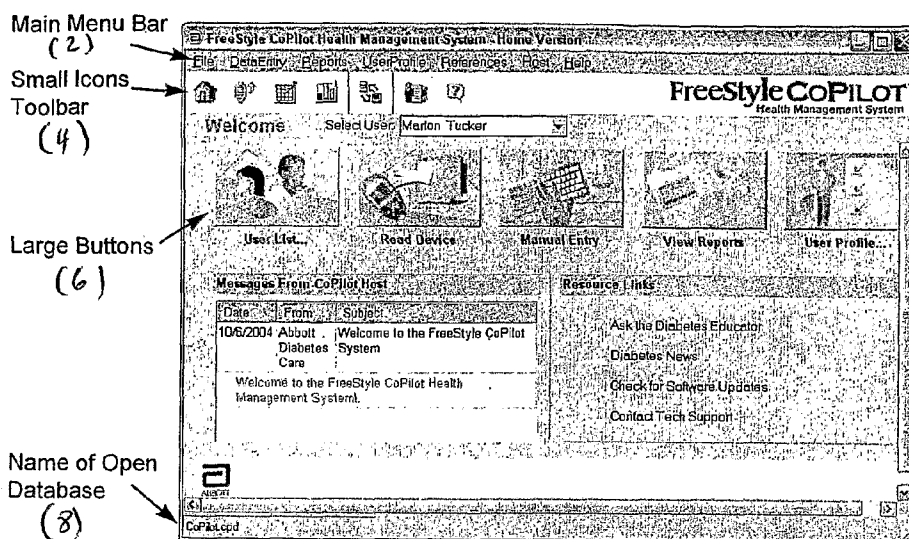 Main Menu Bar
(2)
Small Icons
Toolbar
(4)
Large Buttons
(6)
Name of Open
Database
(8)
FreeStyle CoPilot Health Management System - Home Version
File DataEntry Reports UserProfile References Host Help
FreeStyle COPILOT
Health Management System
Welcome Select User: Marlon Tucker
User List... Read Device Manual Entry View Reports User Profile...
Messages From CoPilot Host
Date From Subject
10/6/2004 Abbott Welcome to the FreeStyle CoPilot
Diabetes System
Care
Welcome to the FreeStyle CoPilot Health
Management System!.
Resource Links
Ask the Diabetes Educator
Diabetes News
Check for Software Updates
Contact Tech Support
Abbott
CoPilot.cpd